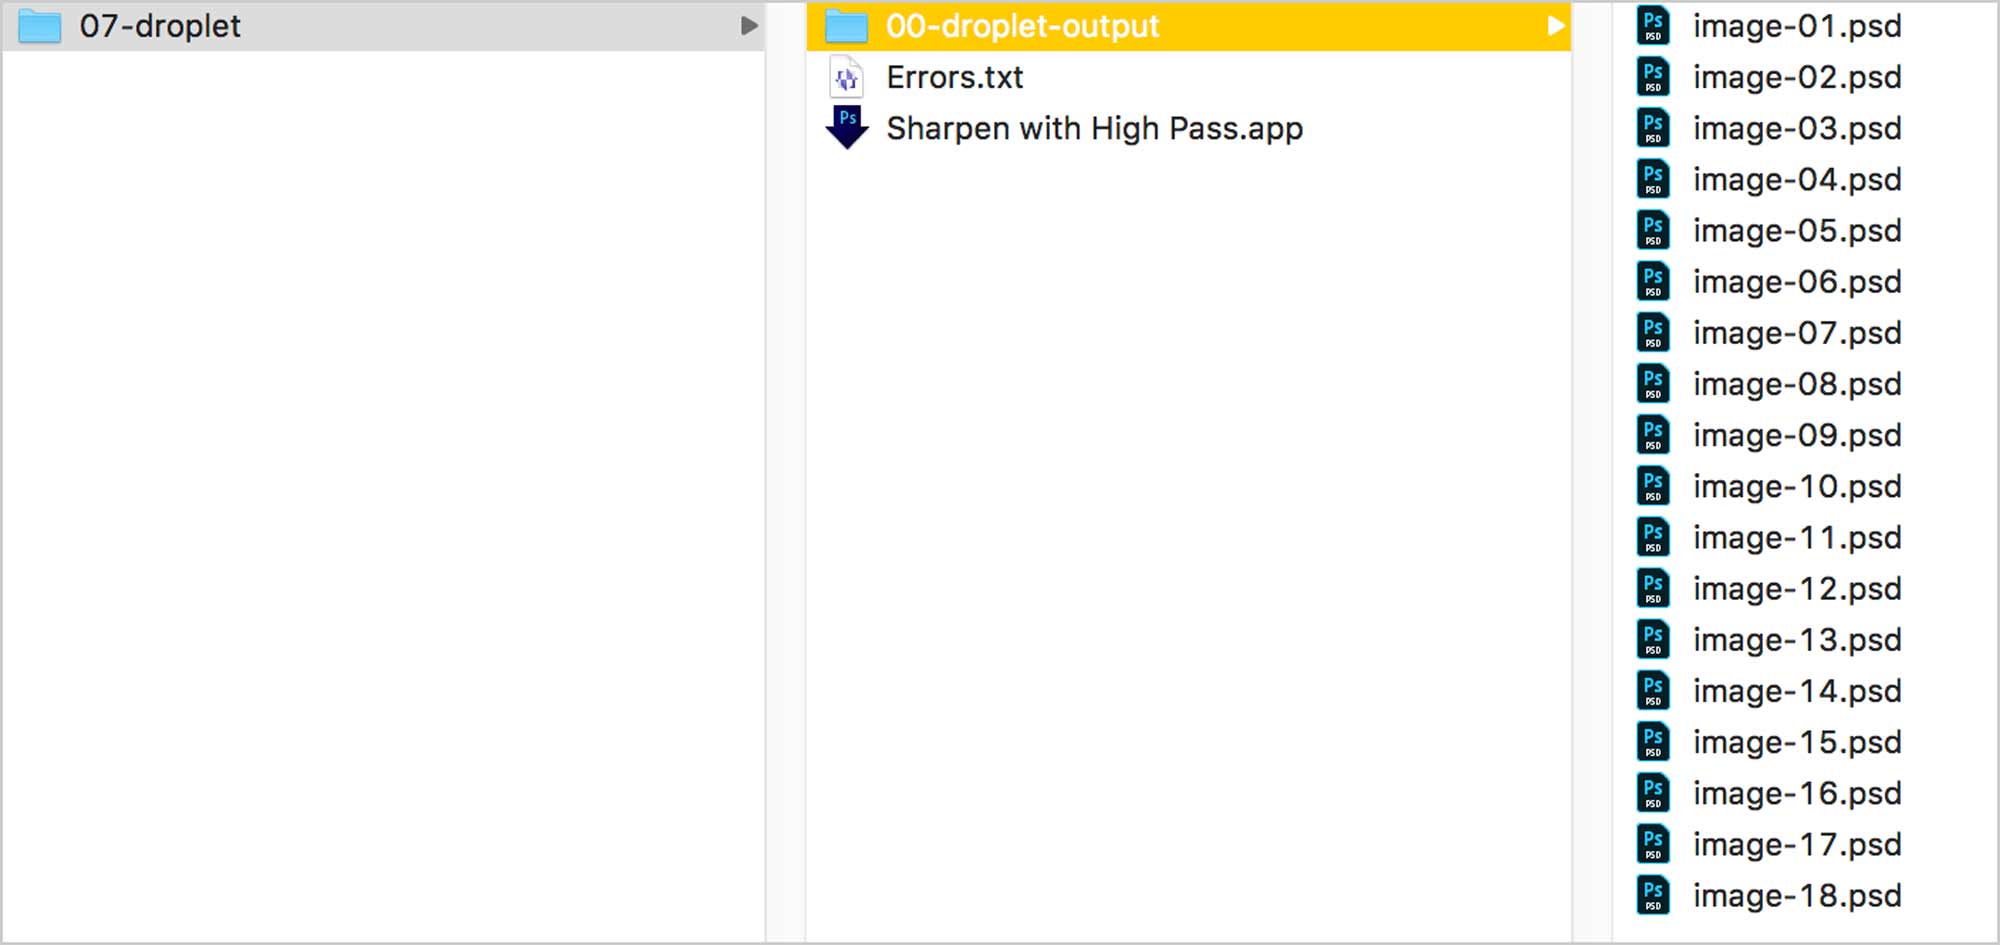 07-droplet
00-droplet-output
Errors.txt
Ps
Sharpen with High Pass.app
Ps PSD image-01.psd
Ps PSD image-02.psd
Ps PSD image-03.psd
Ps PSD image-04.psd
Ps PSD image-05.psd
Ps PSD image-06.psd
Ps PSD image-07.psd
Ps PSD image-08.psd
Ps PSD image-09.psd
Ps PSD image-10.psd
Ps PSD image-11.psd
Ps PSD image-12.psd
Ps PSD image-13.psd
Ps PSD image-14.psd
Ps PSD image-15.psd
Ps PSD image-16.psd
Ps PSD image-17.psd
Ps PSD image-18.psd